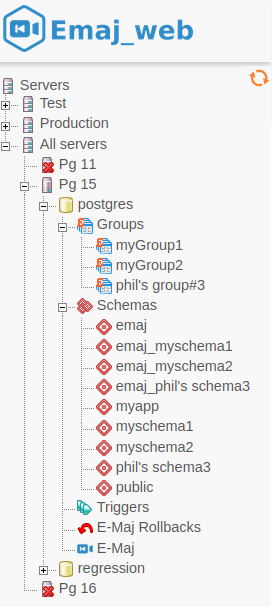 Emaj_web
Servers
Test
Production
All servers
Pg 11
Pg 15
postgres
Groups
myGroup1
myGroup2
phil's group#3
Schemas
emaj
emaj_myschema1
emaj_myschema2
emaj_phil's schema3
myapp
myschema1
myschema2
phil's schema3
public
Triggers
E-Maj Rollbacks
E-Maj
regression
Pg 16